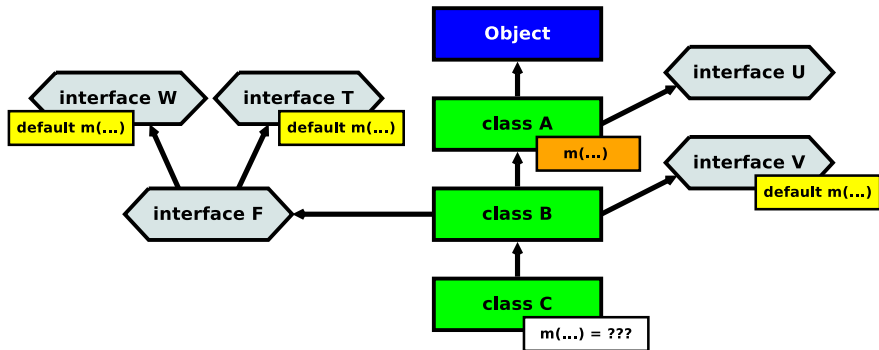 Object
interface U
interface W
interface T
default m(...)
default m(...)
class A
m(...)
interface V
default m(...)
interface F
class B
class C
m(...) = ???